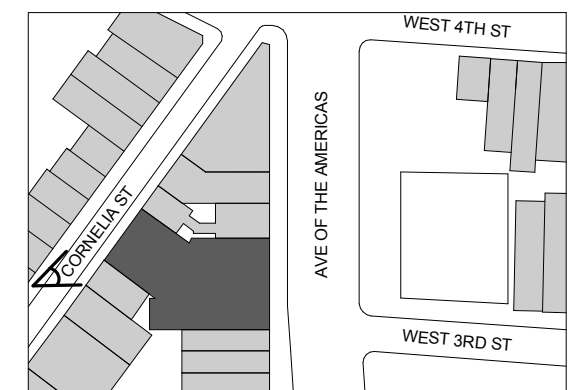 WEST 4TH ST
AVE OF THE AMERICAS
CORNELIA ST
WEST 3RD ST